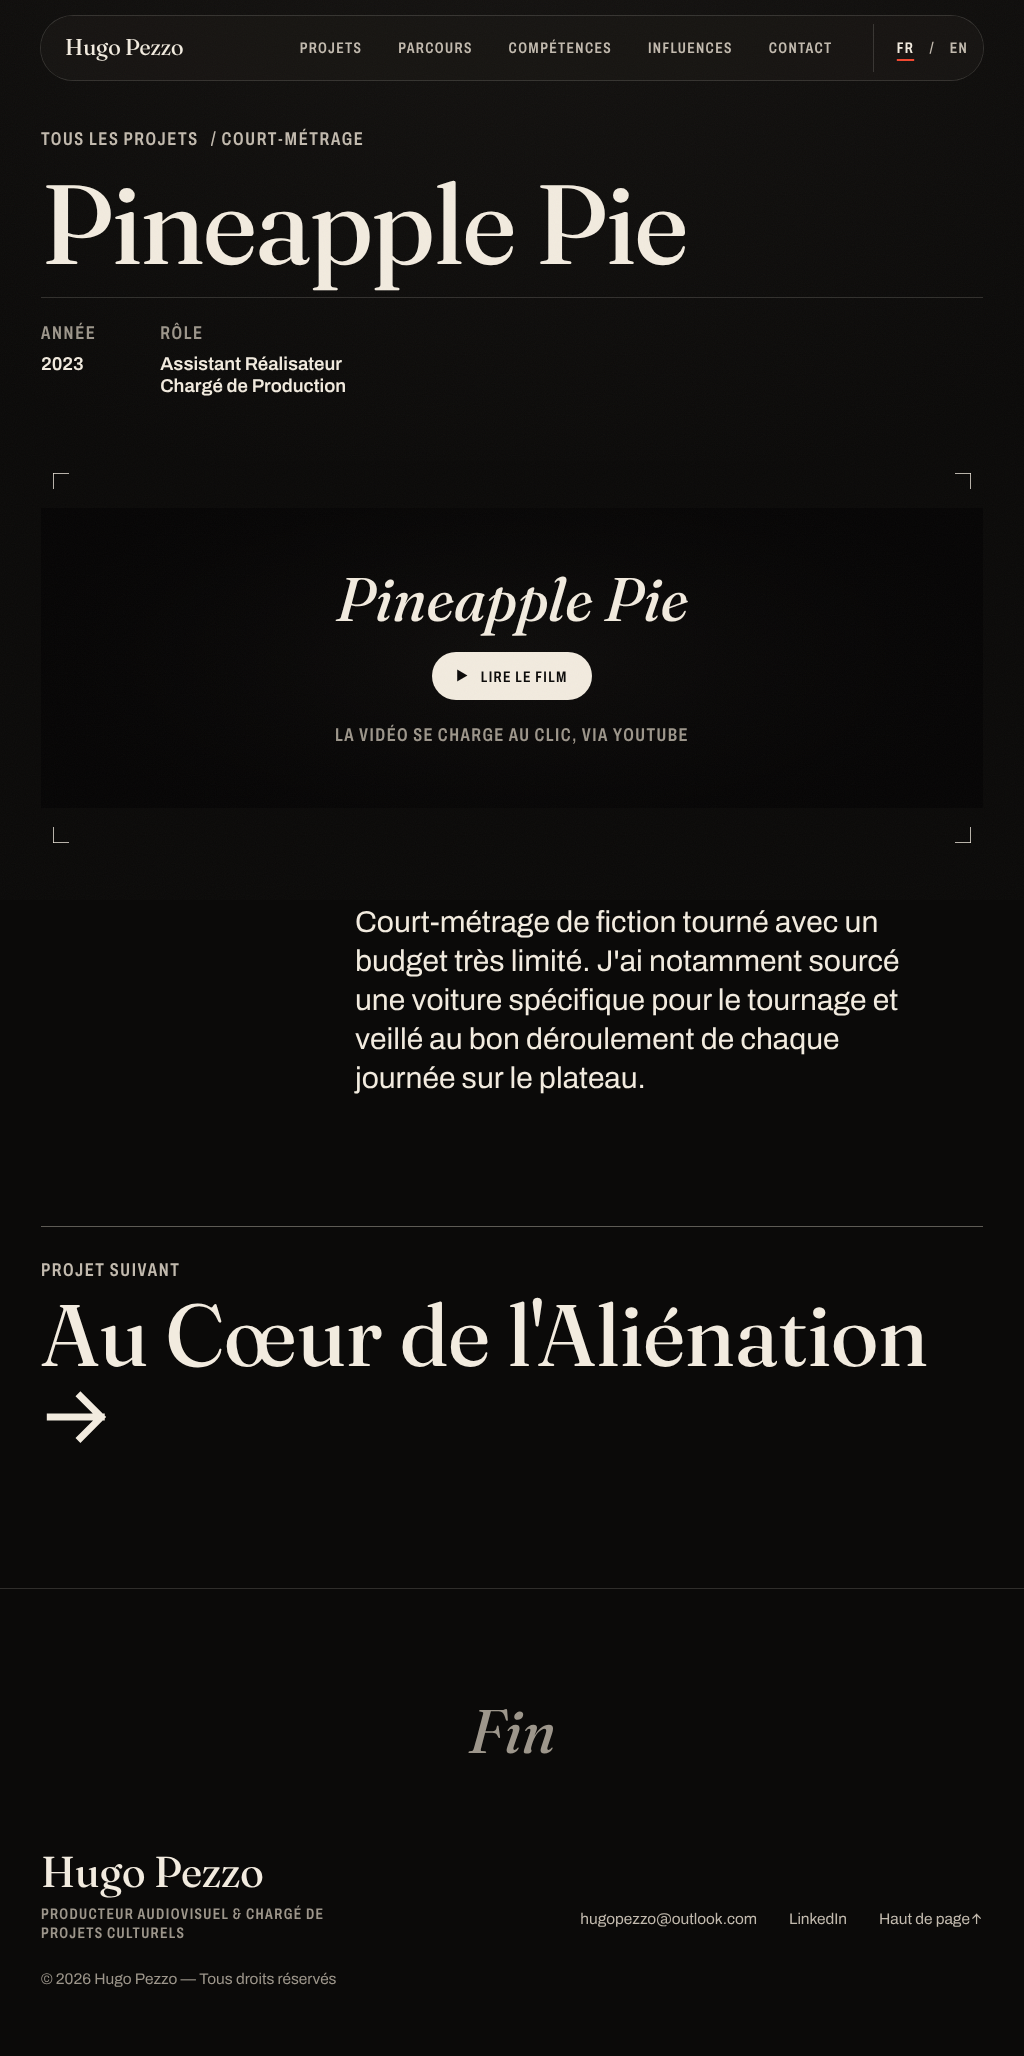 Hugo Pezzo
PROJETS PARCOURS COMPÉTENCES INFLUENCES CONTACT FR / EN
TOUS LES PROJETS / COURT-MÉTRAGE
Pineapple Pie
ANNÉE
2023
RÔLE
Assistant Réalisateur
Chargé de Production
Pineapple Pie
LIRE LE FILM
LA VIDÉO SE CHARGE AU CLIC, VIA YOUTUBE
Court-métrage de fiction tourné avec un
budget très limité. J'ai notamment sourcé
une voiture spécifique pour le tournage et
veillé au bon déroulement de chaque
journée sur le plateau.
PROJET SUIVANT
Au Cœur de l'Aliénation
→
Fin
Hugo Pezzo
PRODUCTEUR AUDIOVISUEL & CHARGÉ DE
PROJETS CULTURELS
hugopezzo@outlook.com LinkedIn Haut de page↑
© 2026 Hugo Pezzo — Tous droits réservés